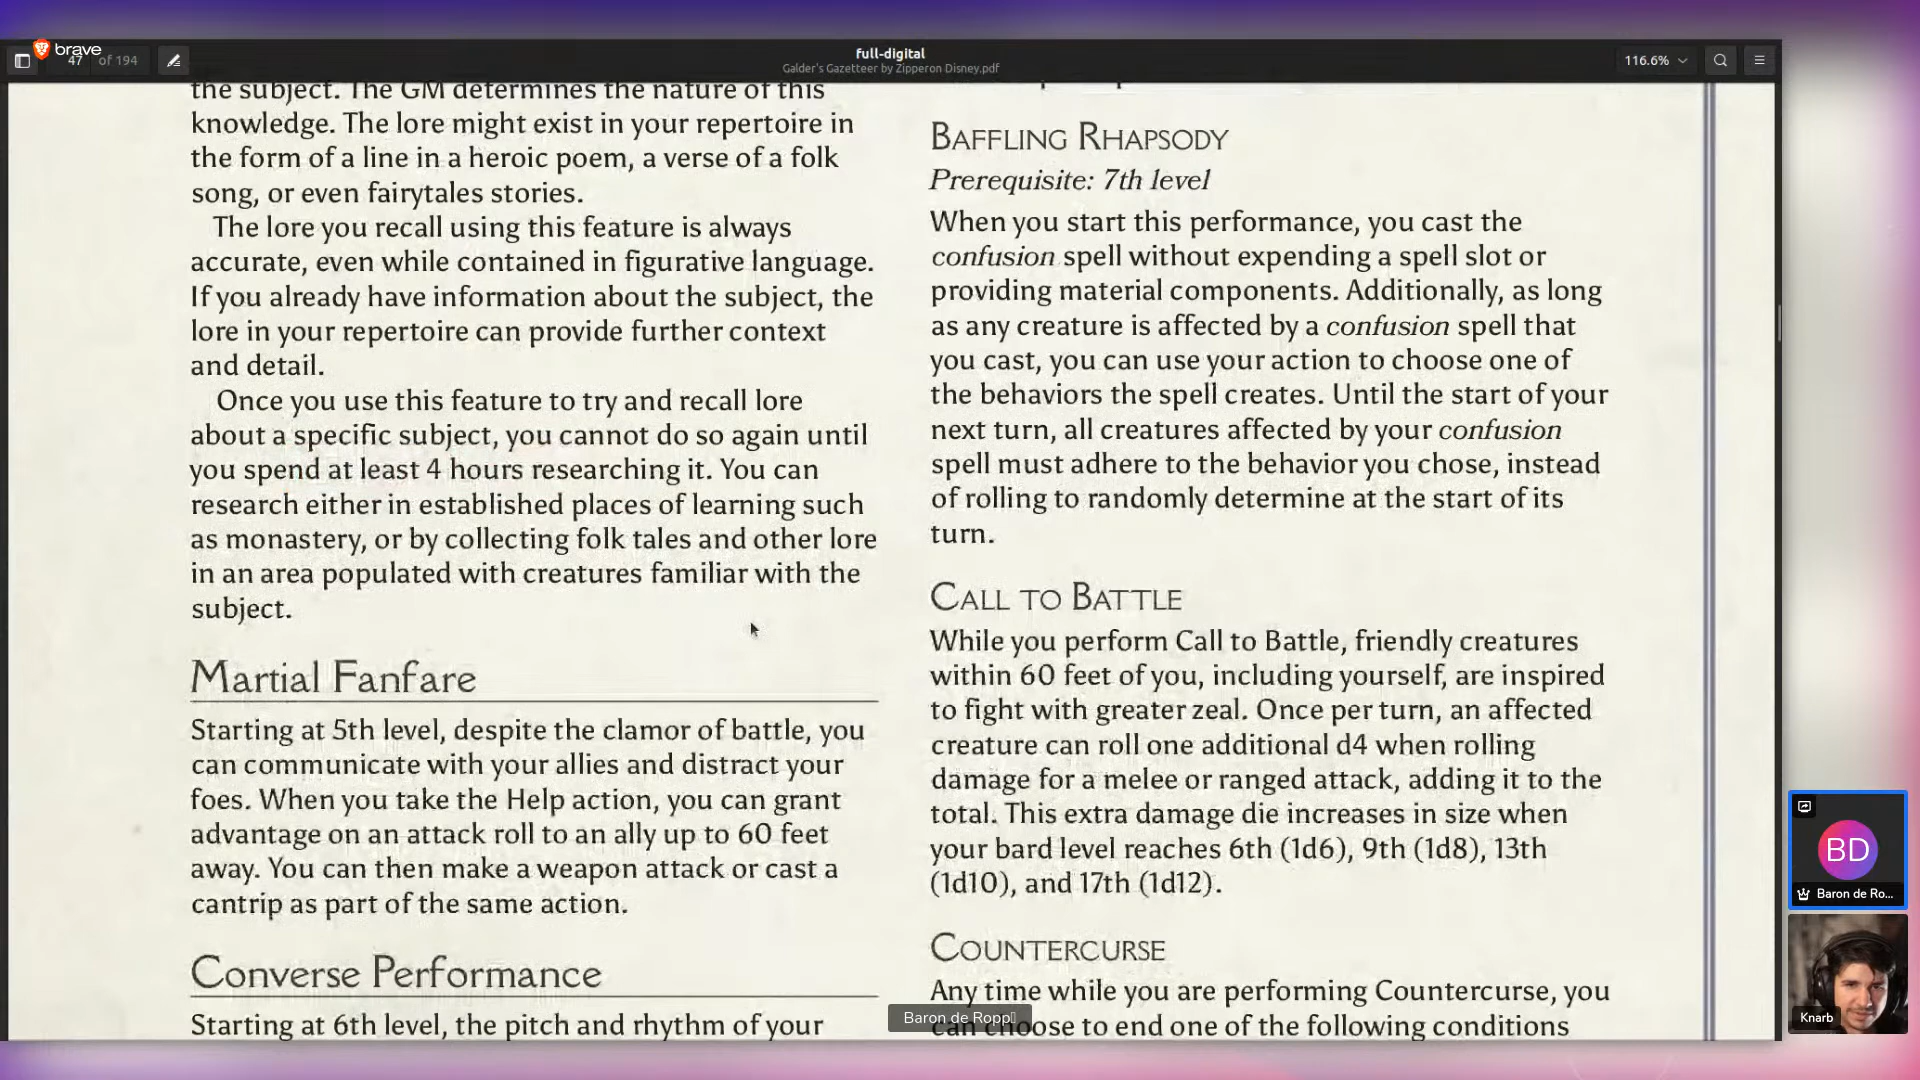 brave
47 of 194
full-digital
Galder's Gazetteer by Zipperon Disney.pdf
116.6%
the subject. The GM determines the nature of this
knowledge. The lore might exist in your repertoire in
the form of a line in a heroic poem, a verse of a folk
song, or even fairytales stories.
The lore you recall using this feature is always
accurate, even while contained in figurative language.
If you already have information about the subject, the
lore in your repertoire can provide further context
and detail.
Once you use this feature to try and recall lore
about a specific subject, you cannot do so again until
you spend at least 4 hours researching it. You can
research either in established places of learning such
as monastery, or by collecting folk tales and other lore
in an area populated with creatures familiar with the
subject.
Martial Fanfare
Starting at 5th level, despite the clamor of battle, you
can communicate with your allies and distract your
foes. When you take the Help action, you can grant
advantage on an attack roll to an ally up to 60 feet
away. You can then make a weapon attack or cast a
cantrip as part of the same action.
Converse Performance
Starting at 6th level, the pitch and rhythm of your
Baffling Rhapsody
Prerequisite: 7th level
When you start this performance, you cast the
confusion spell without expending a spell slot or
providing material components. Additionally, as long
as any creature is affected by a confusion spell that
you cast, you can use your action to choose one of
the behaviors the spell creates. Until the start of your
next turn, all creatures affected by your confusion
spell must adhere to the behavior you chose, instead
of rolling to randomly determine at the start of its
turn.
Call to Battle
While you perform Call to Battle, friendly creatures
within 60 feet of you, including yourself, are inspired
to fight with greater zeal. Once per turn, an affected
creature can roll one additional d4 when rolling
damage for a melee or ranged attack, adding it to the
total. This extra damage die increases in size when
your bard level reaches 6th (1d6), 9th (1d8), 13th
(1d10), and 17th (1d12).
Countercurse
Any time while you are performing Countercurse, you
can choose to end one of the following conditions
Baron de Ropp
BD
Baron de Ro...
Knarb